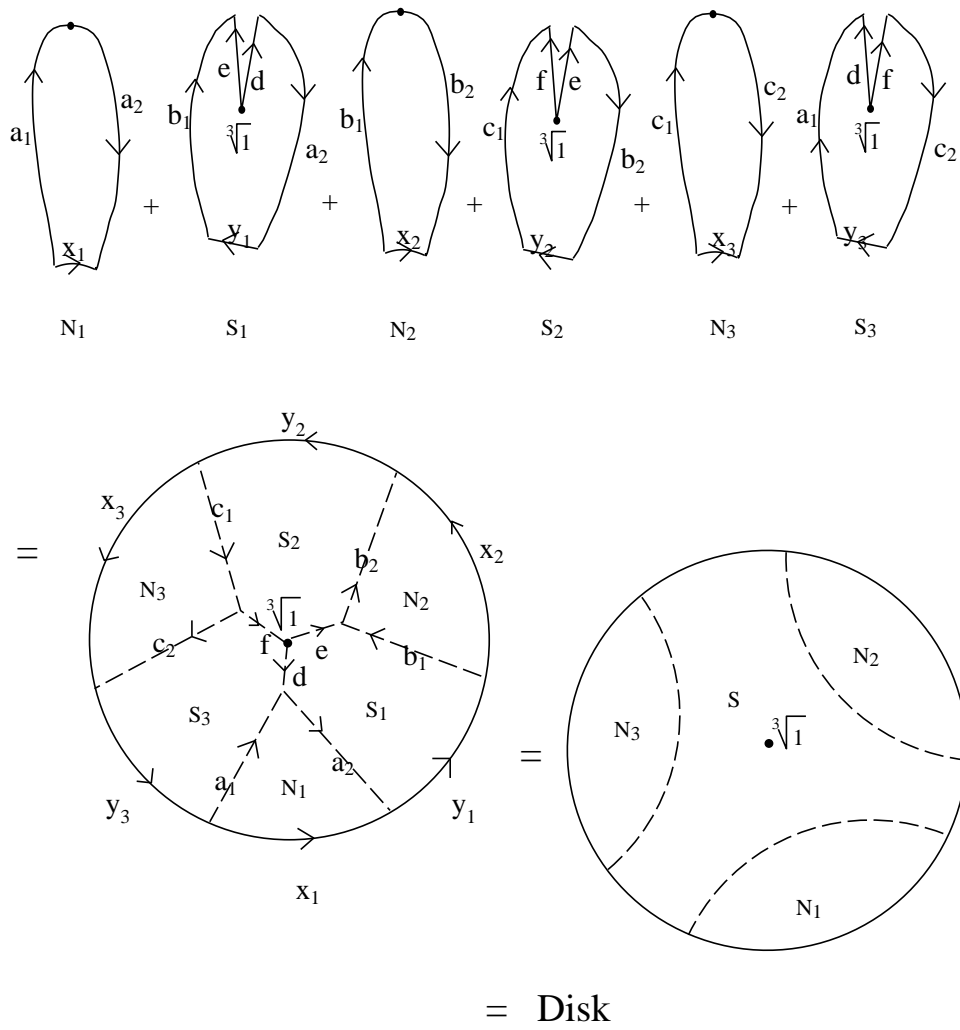 a₁ a₂ x₁ + b₁ e d ∛1 a₂ y₁ + b₁ b₂ x₂ + c₁ f e ∛1 b₂ y₂ + c₁ c₂ x₃ + a₁ d f ∛1 c₂ y₃
N₁ S₁ N₂ S₂ N₃ S₃
y₂
x₃ c₁ S₂ b₂ x₂
=
N₃ ∛1 N₂
c₂ f e b₁
d
S₃ S₁
a₁ N₁ a₂
y₃ y₁
x₁
=
N₂
S
N₃ ∛1
N₁
= Disk